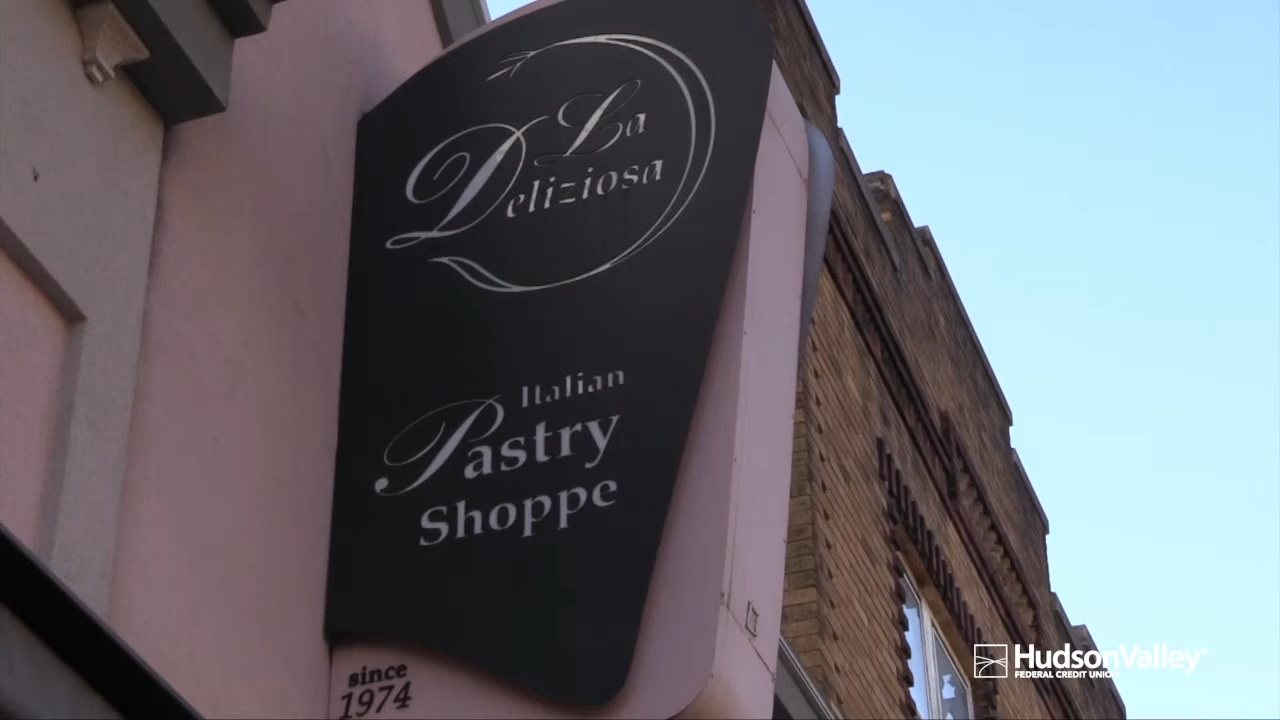 La
Deliziosa
Italian
Pastry
Shoppe
since
1974
HudsonValley
FEDERAL CREDIT UNION